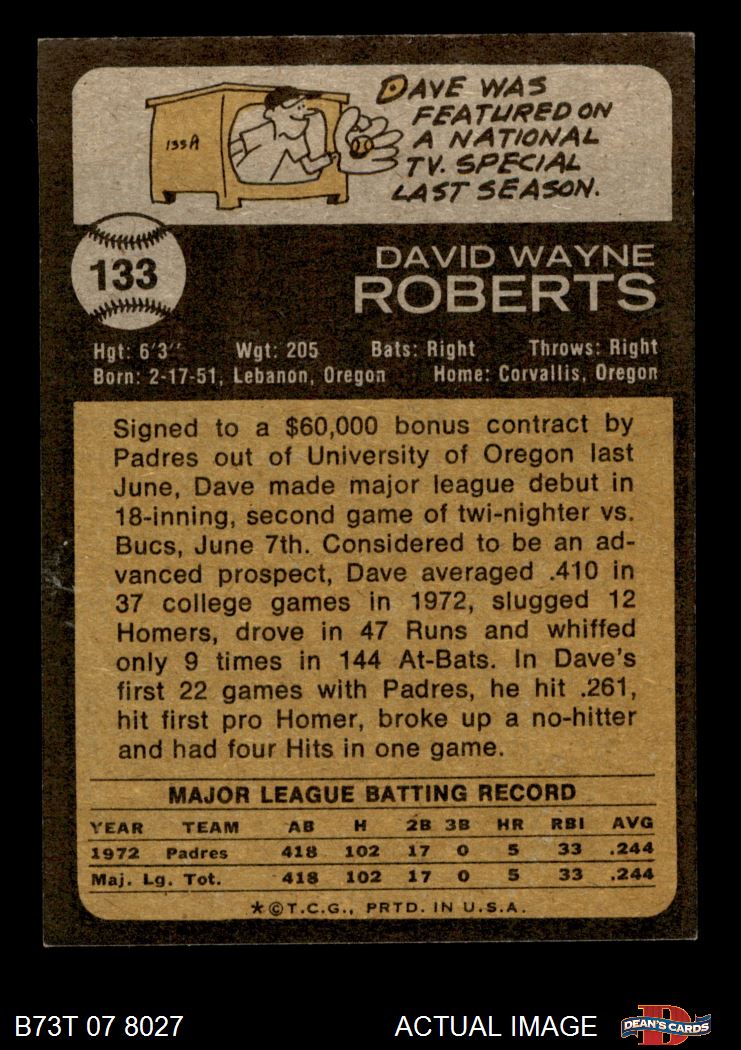 DAVE WAS
FEATURED ON
A NATIONAL
TV. SPECIAL
LAST SEASON.
133A
133
DAVID WAYNE
ROBERTS
Hgt: 6'3" Wgt: 205 Bats: Right Throws: Right
Born: 2-17-51, Lebanon, Oregon Home: Corvallis, Oregon
Signed to a $60,000 bonus contract by
Padres out of University of Oregon last
June, Dave made major league debut in
18-inning, second game of twi-nighter vs.
Bucs, June 7th. Considered to be an ad-
vanced prospect, Dave averaged .410 in
37 college games in 1972, slugged 12
Homers, drove in 47 Runs and whiffed
only 9 times in 144 At-Bats. In Dave's
first 22 games with Padres, he hit .261,
hit first pro Homer, broke up a no-hitter
and had four Hits in one game.
MAJOR LEAGUE BATTING RECORD
YEAR TEAM AB H 2B 3B HR RBI AVG
1972 Padres 418 102 17 0 5 33 .244
Maj. Lg. Tot. 418 102 17 0 5 33 .244
*©T.C.G., PRTD. IN U.S.A.
B73T 07 8027 ACTUAL IMAGE
D
DEAN'S CARDS